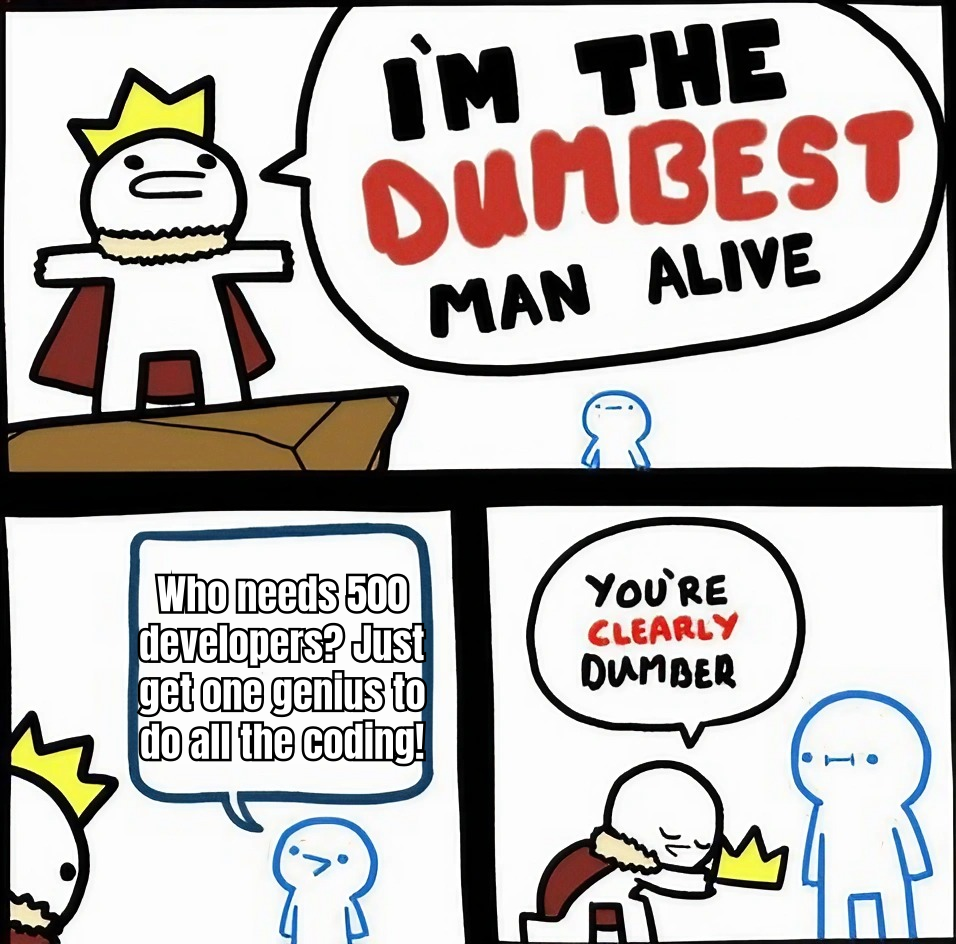 I'M THE
DUMBEST
MAN ALIVE
Who needs 500
developers? Just
get one genius to
do all the coding!
YOU'RE
CLEARLY
DUMBER